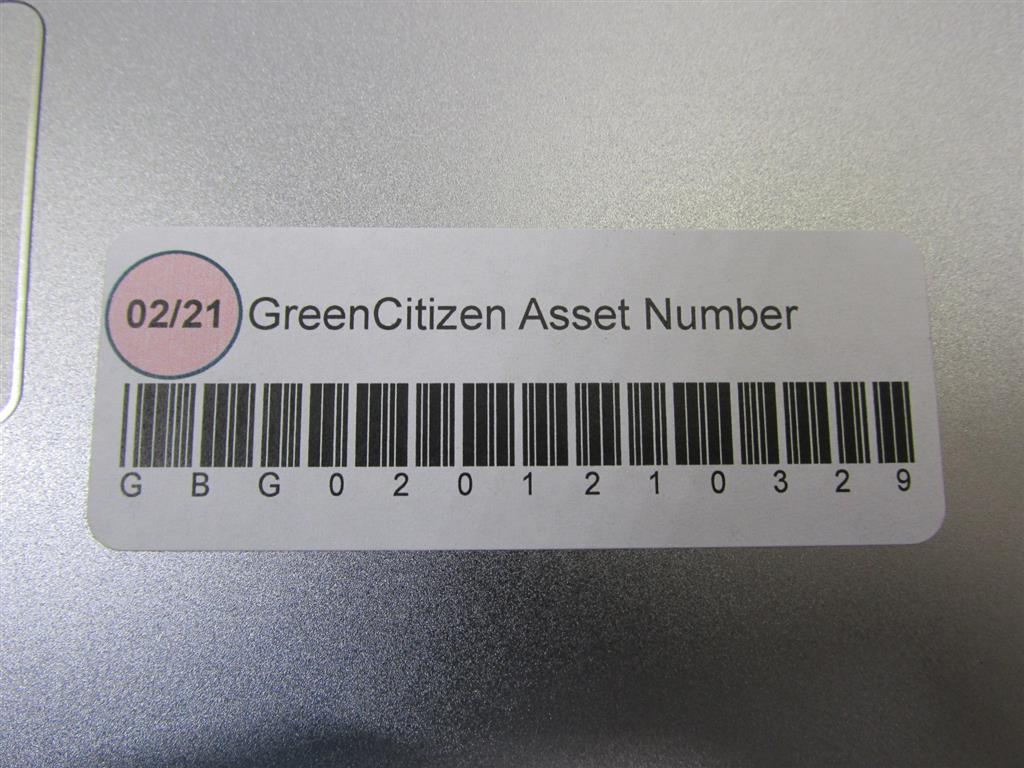 02/21 GreenCitizen Asset Number
G B G 0 2 0 1 2 1 0 3 2 9